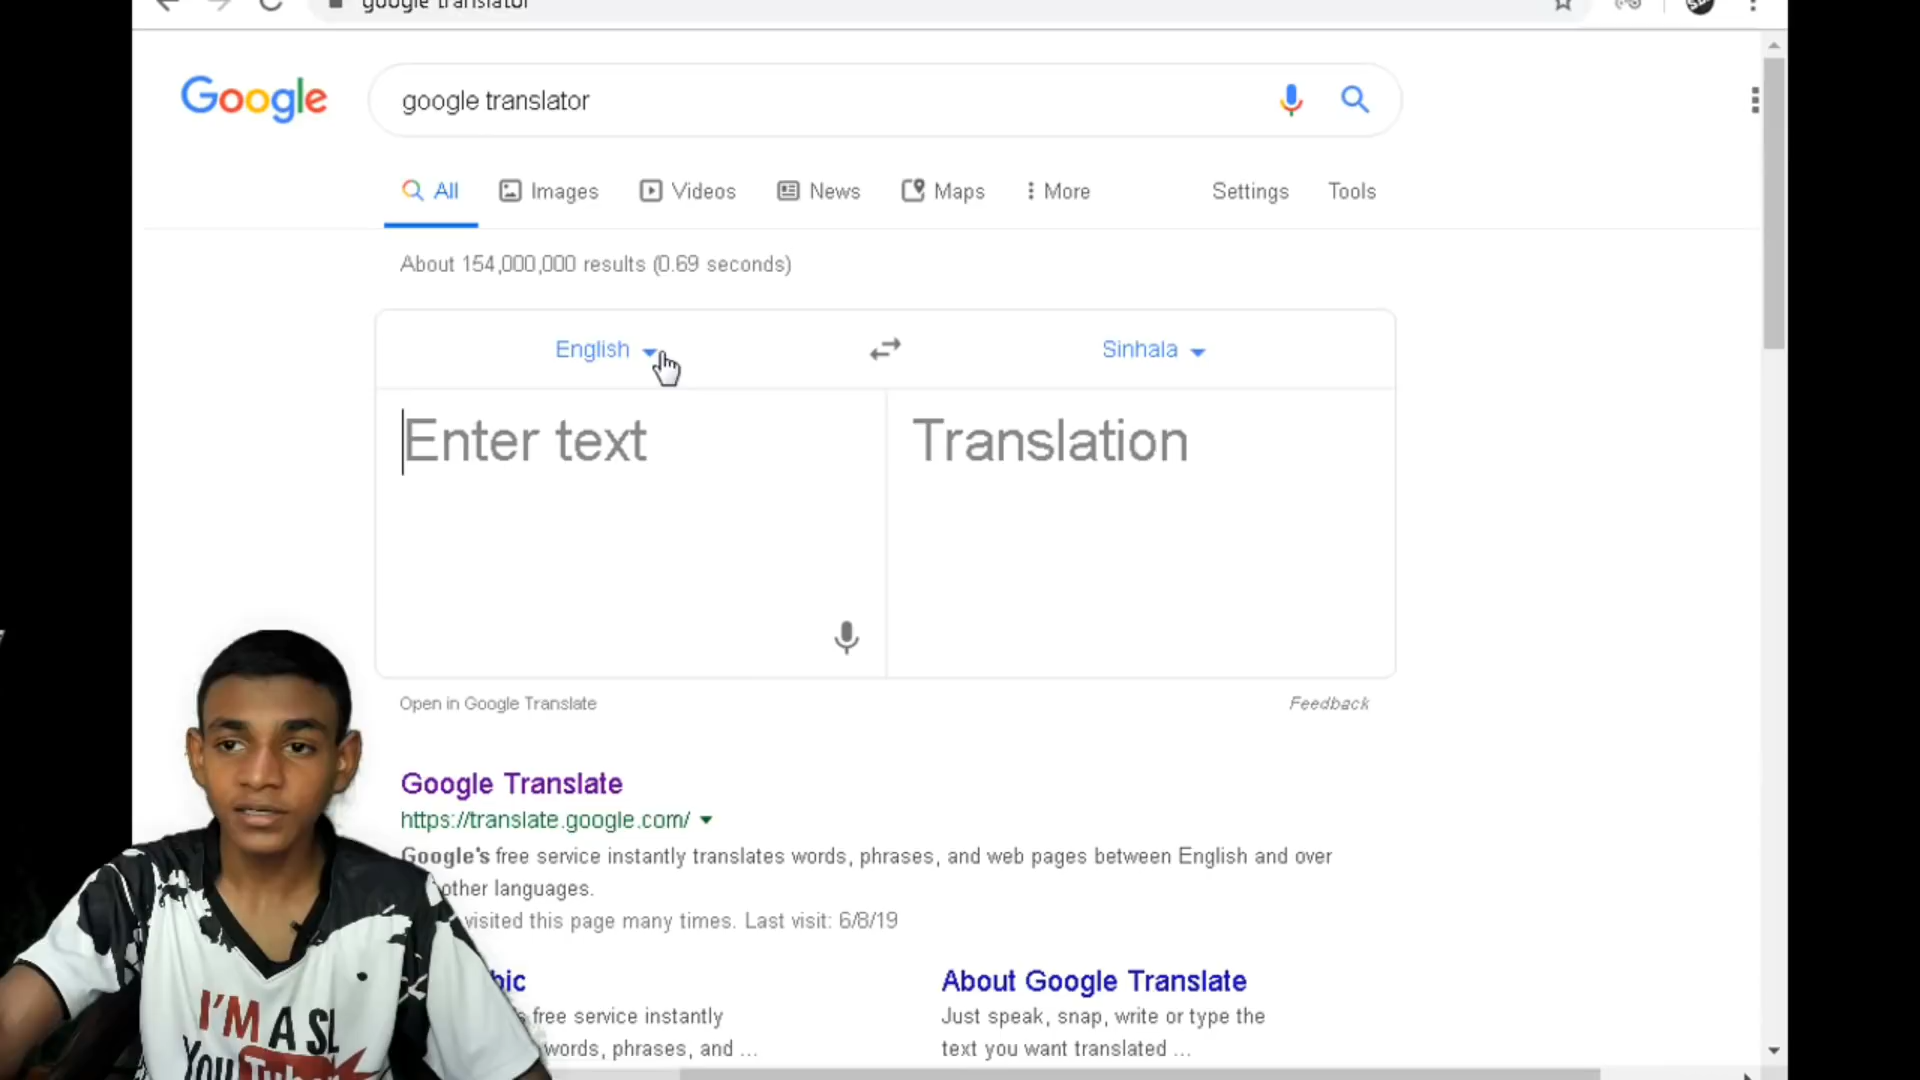 google translator
Google
google translator
All Images Videos News Maps More Settings Tools
About 154,000,000 results (0.69 seconds)
English Sinhala
Enter text Translation
Open in Google Translate Feedback
Google Translate
https://translate.google.com/
Google's free service instantly translates words, phrases, and web pages between English and over
other languages.
visited this page many times. Last visit: 6/8/19
bic About Google Translate
free service instantly Just speak, snap, write or type the
words, phrases, and ... text you want translated ...
I'M A SL
YouTuber